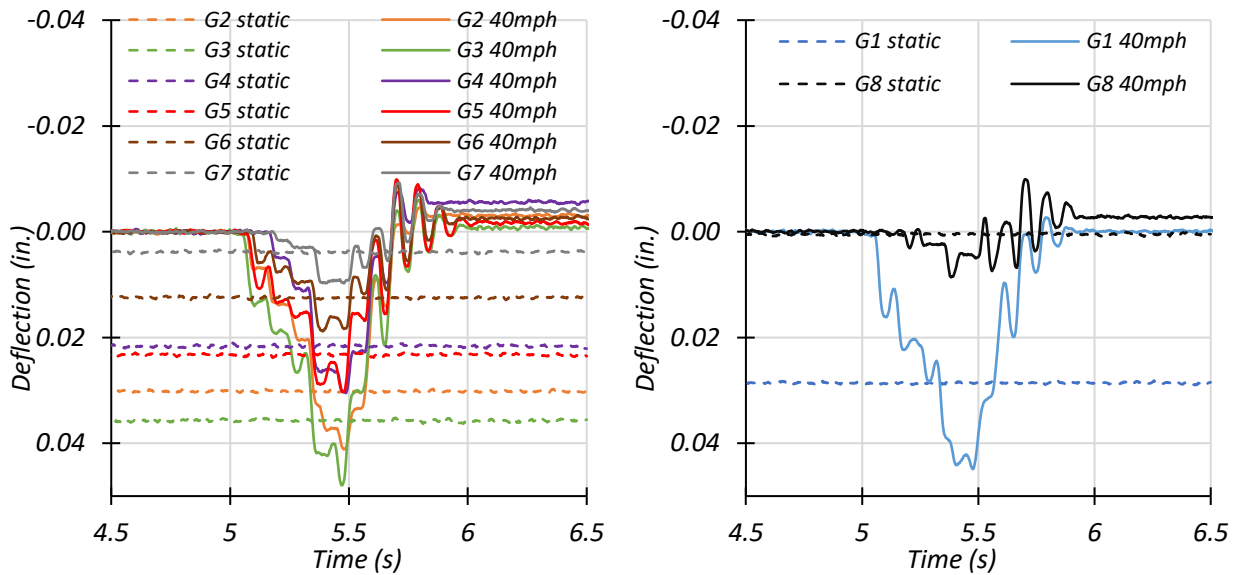 -0.04
G2 static G2 40mph
G3 static G3 40mph
-0.02
G4 static G4 40mph
G5 static G5 40mph
G6 static G6 40mph
G7 static G7 40mph
0.00
0.02
0.04
Deflection (in.)
4.5 5 5.5 6 6.5
Time (s)
-0.04
G1 static G1 40mph
G8 static G8 40mph
-0.02
0.00
0.02
0.04
Deflection (in.)
4.5 5 5.5 6 6.5
Time (s)